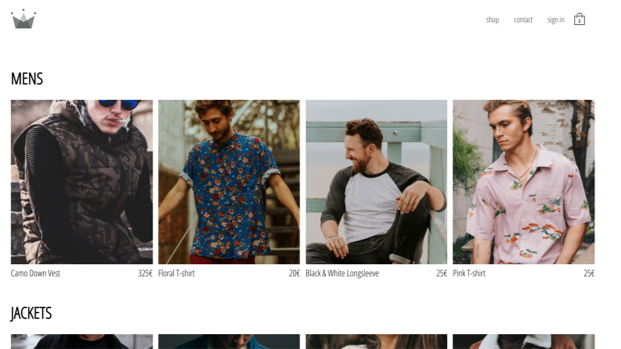 shop contact sign in 1
MENS
Camo Down Vest 325€ Floral T-shirt 20€ Black & White Longsleeve 25€ Pink T-shirt 25€
JACKETS